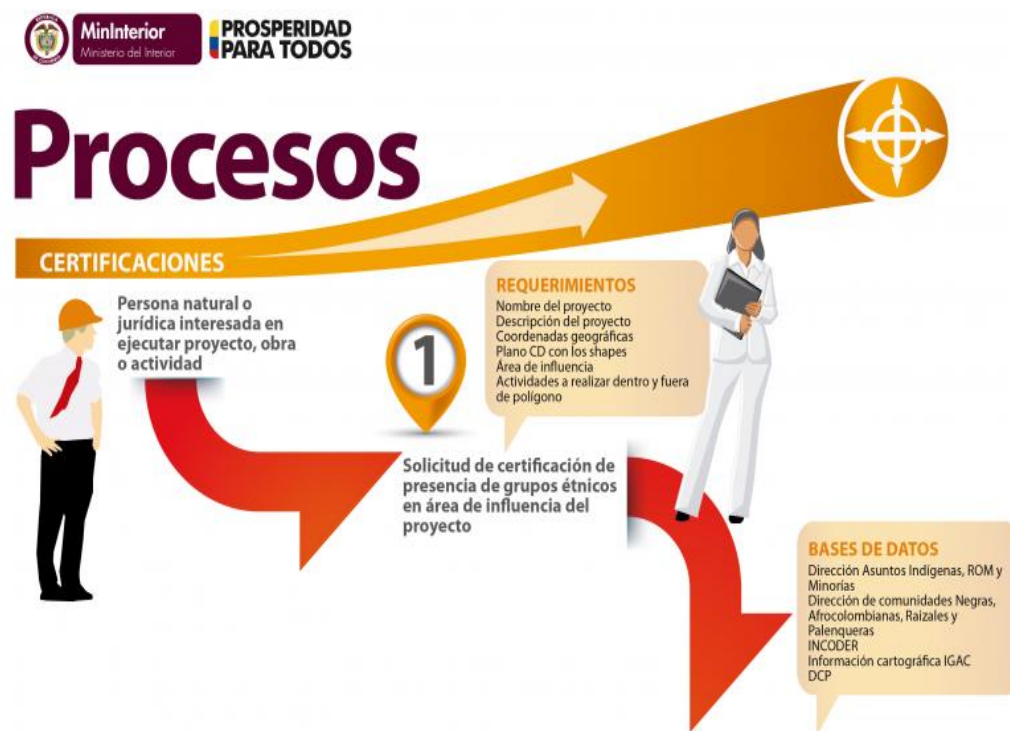 MinInterior
Ministerio del Interior
PROSPERIDAD
PARA TODOS
Procesos
CERTIFICACIONES
Persona natural o
jurídica interesada en
ejecutar proyecto, obra
o actividad
1
REQUERIMIENTOS
Nombre del proyecto
Descripción del proyecto
Coordenadas geográficas
Plano CD con los shapes
Área de influencia
Actividades a realizar dentro y fuera
de polígono
Solicitud de certificación de
presencia de grupos étnicos
en área de influencia del
proyecto
BASES DE DATOS
Dirección Asuntos Indígenas, ROM y
Minorías
Dirección de comunidades Negras,
Afrocolombianas, Raizales y
Palenqueras
INCODER
Información cartográfica IGAC
DCP